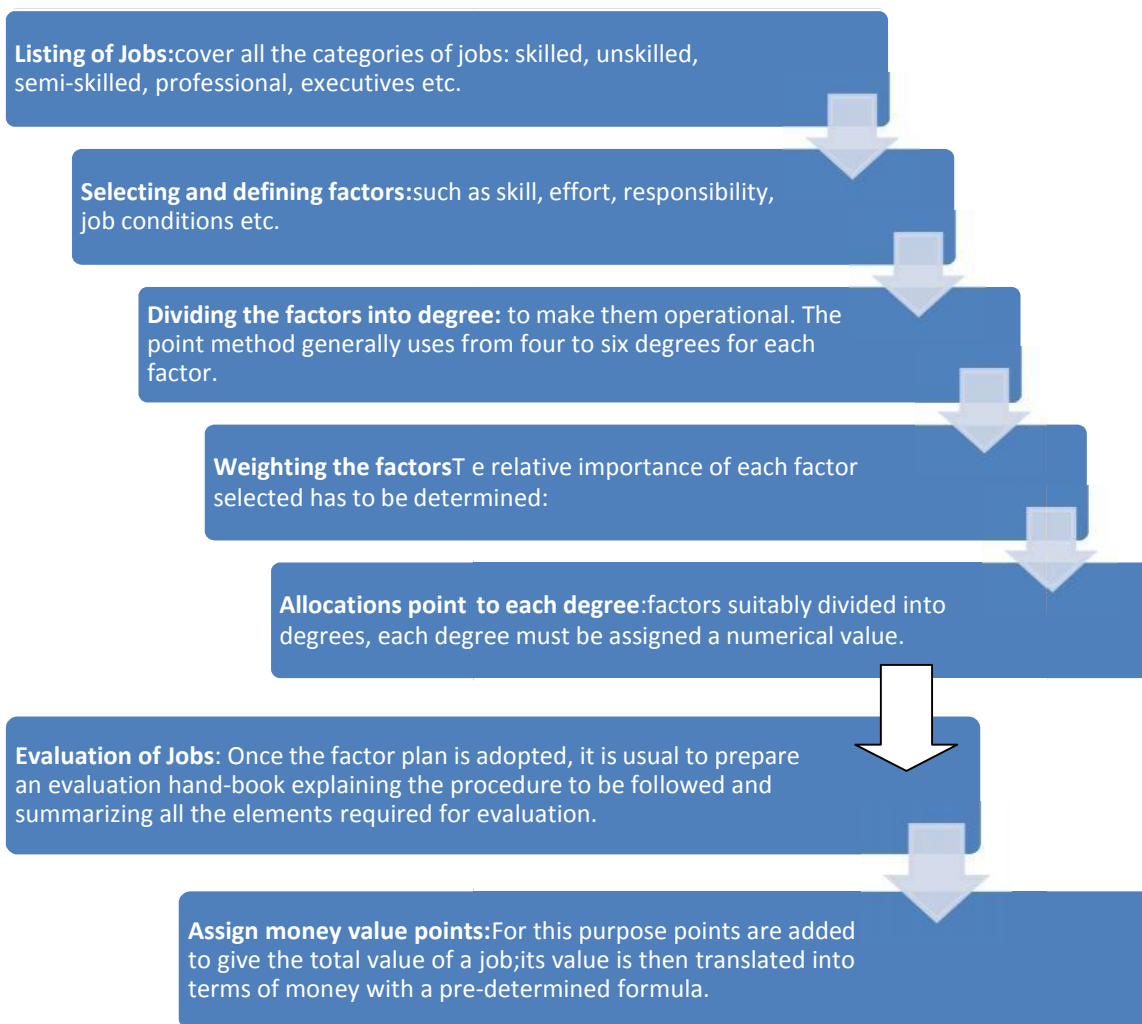 Listing of Jobs:cover all the categories of jobs: skilled, unskilled,
semi-skilled, professional, executives etc.
Selecting and defining factors:such as skill, effort, responsibility,
job conditions etc.
Dividing the factors into degree: to make them operational. The
point method generally uses from four to six degrees for each
factor.
Weighting the factorsT e relative importance of each factor
selected has to be determined:
Allocations point to each degree:factors suitably divided into
degrees, each degree must be assigned a numerical value.
Evaluation of Jobs: Once the factor plan is adopted, it is usual to prepare
an evaluation hand-book explaining the procedure to be followed and
summarizing all the elements required for evaluation.
Assign money value points:For this purpose points are added
to give the total value of a job;its value is then translated into
terms of money with a pre-determined formula.